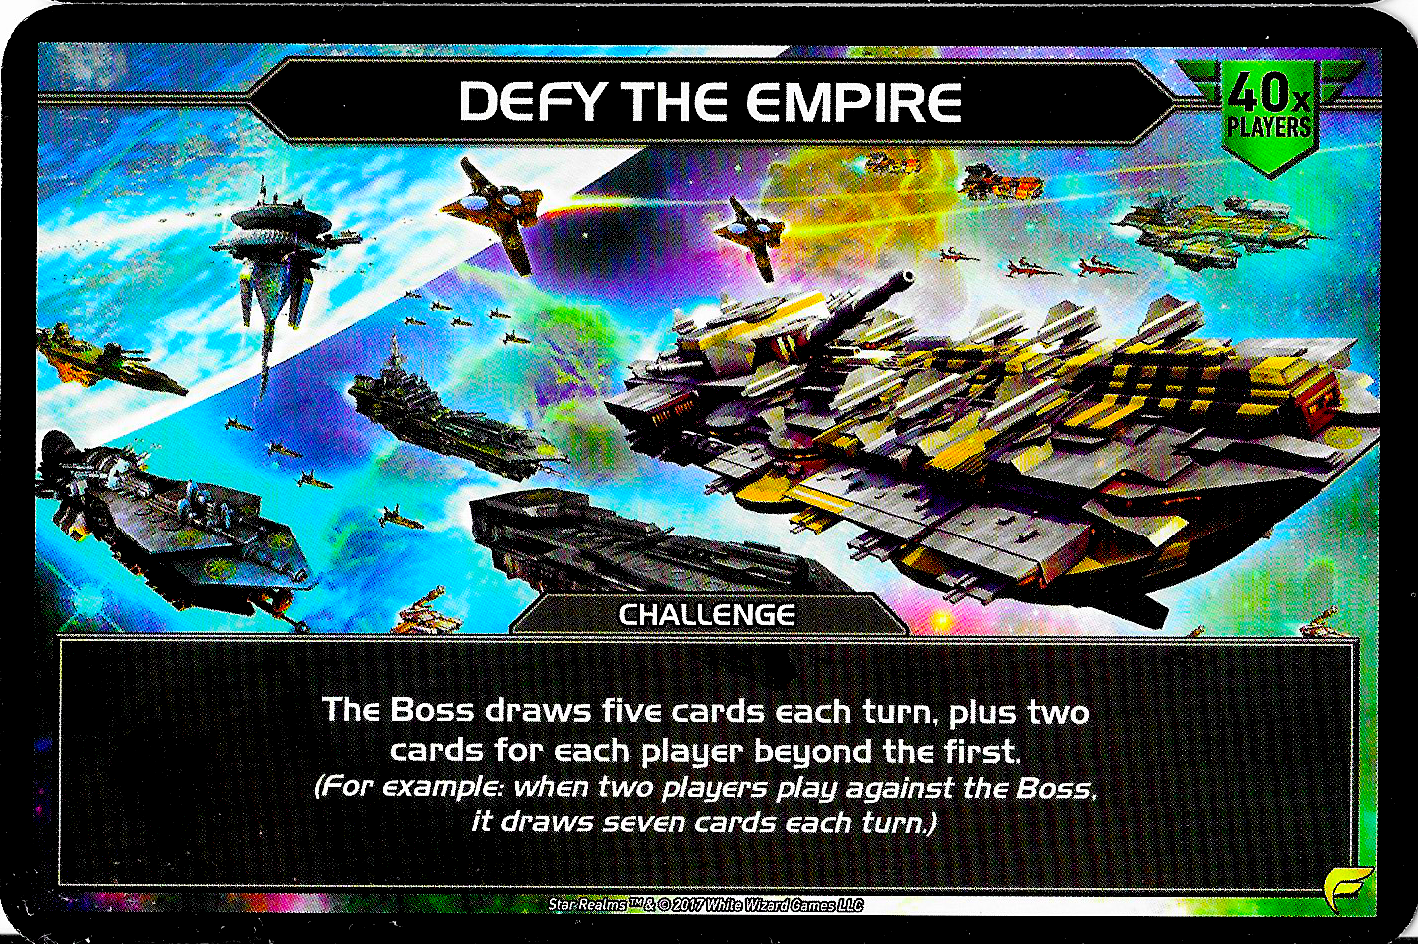 DEFY THE EMPIRE
40x
PLAYERS
CHALLENGE
The Boss draws five cards each turn, plus two
cards for each player beyond the first.
(For example: when two players play against the Boss,
it draws seven cards each turn.)
Star Realms™ & © 2017 White Wizard Games LLC